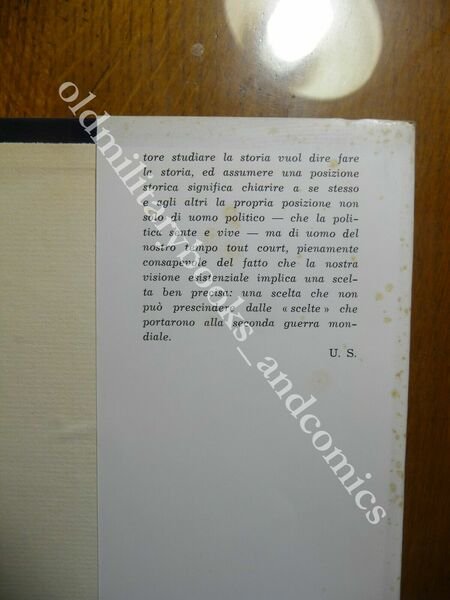 tore studiare la storia vuol dire fare
la storia, ed assumere una posizione
storica significa chiarire a se stesso
e agli altri la propria posizione non
solo di uomo politico — che la poli-
tica sente e vive — ma di uomo del
nostro tempo tout court, pienamente
consapevole del fatto che la nostra
visione esistenziale implica una scel-
ta ben precisa: una scelta che non
può prescindere dalle « scelte » che
portarono alla seconda guerra mon-
diale.
U. S.
oldmilitarybooks_andcomics